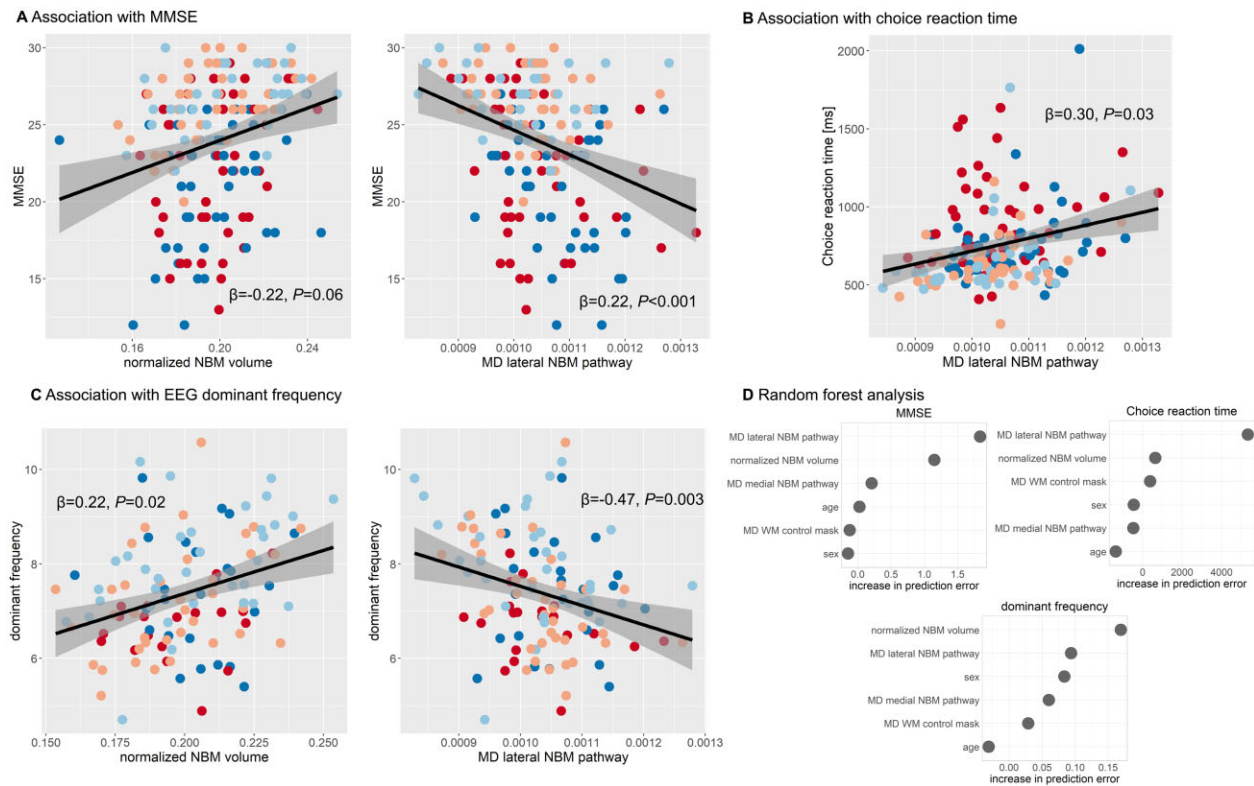 A Association with MMSE
B Association with choice reaction time
30
25
20
15
MMSE
β=-0.22, P=0.06
0.16 0.20 0.24
normalized NBM volume
30
25
20
15
MMSE
β=0.22, P<0.001
0.0009 0.0010 0.0011 0.0012 0.0013
MD lateral NBM pathway
2000
1500
1000
500
Choice reaction time [ms]
β=0.30, P=0.03
0.0009 0.0010 0.0011 0.0012 0.0013
MD lateral NBM pathway
C Association with EEG dominant frequency
10
8
6
dominant frequency
β=0.22, P=0.02
0.150 0.175 0.200 0.225 0.250
normalized NBM volume
10
8
6
dominant frequency
β=-0.47, P=0.003
0.0009 0.0010 0.0011 0.0012 0.0013
MD lateral NBM pathway
D Random forest analysis
MMSE
MD lateral NBM pathway
normalized NBM volume
MD medial NBM pathway
age
MD WM control mask
sex
0.0 0.5 1.0 1.5
increase in prediction error
Choice reaction time
MD lateral NBM pathway
normalized NBM volume
MD WM control mask
sex
MD medial NBM pathway
age
0 2000 4000
increase in prediction error
dominant frequency
normalized NBM volume
MD lateral NBM pathway
sex
MD medial NBM pathway
MD WM control mask
age
0.00 0.05 0.10 0.15
increase in prediction error